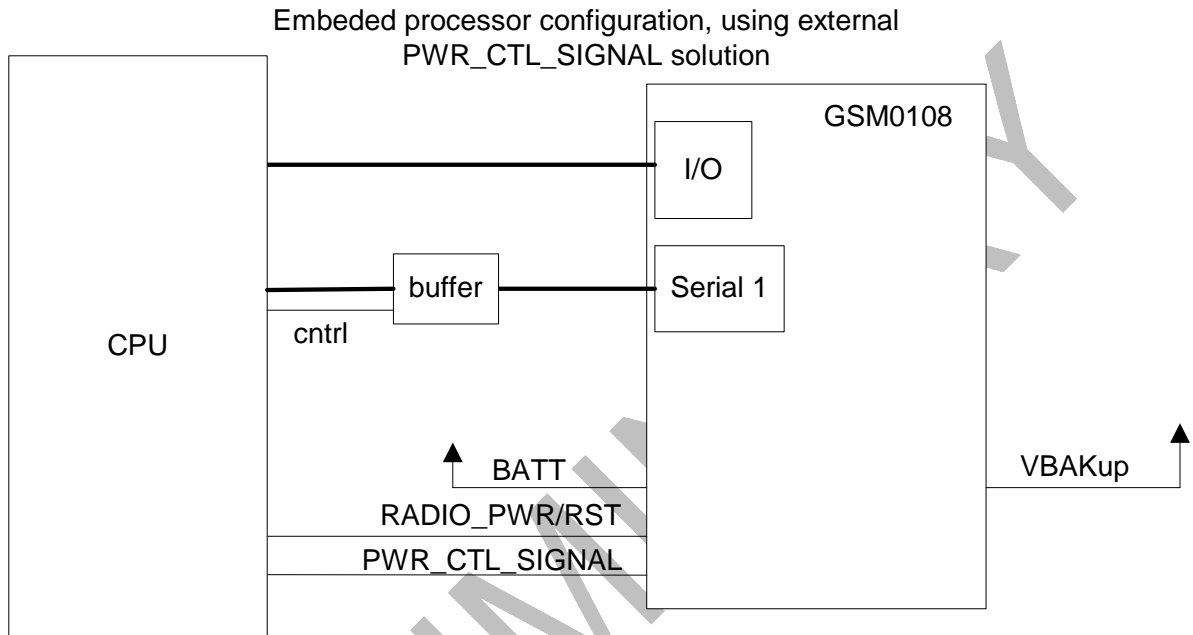 Embeded processor configuration, using external
PWR_CTL_SIGNAL solution
GSM0108
I/O
buffer
Serial 1
cntrl
CPU
BATT
VBAKup
RADIO_PWR/RST
PWR_CTL_SIGNAL